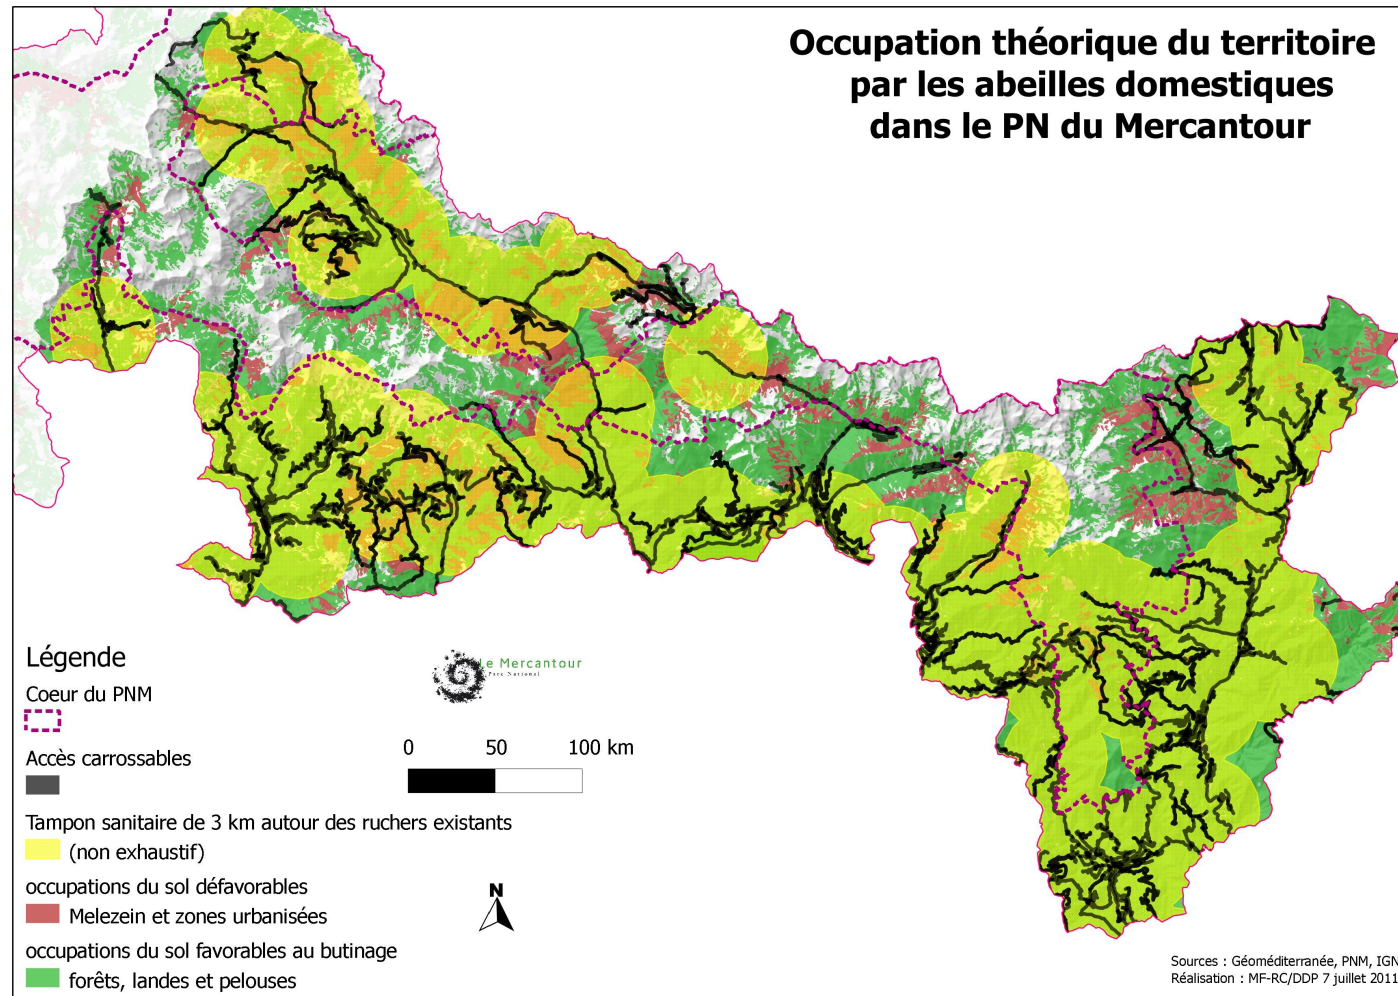 Occupation théorique du territoire
par les abeilles domestiques
dans le PN du Mercantour
Légende
Coeur du PNM
Accès carrossables
Tampon sanitaire de 3 km autour des ruchers existants
(non exhaustif)
occupations du sol défavorables
Melezein et zones urbanisées
occupations du sol favorables au butinage
forêts, landes et pelouses
Le Mercantour
Parc National
0 50 100 km
N
Sources : Géoméditerranée, PNM, IGN
Réalisation : MF-RC/DDP 7 juillet 2011